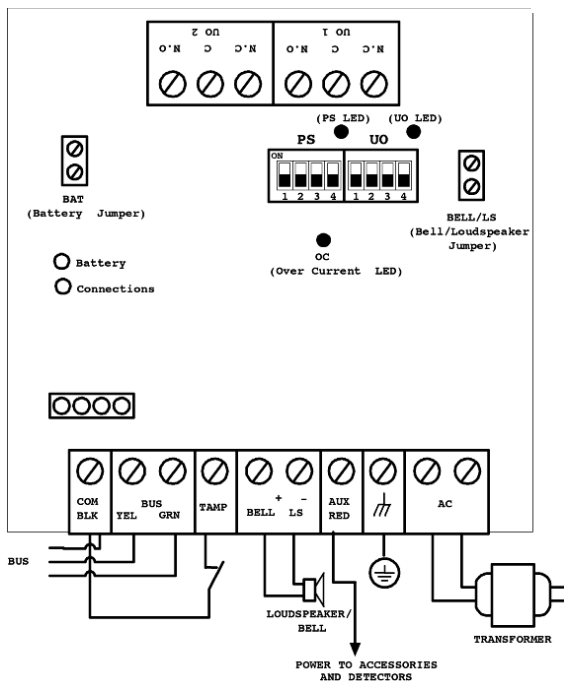 UO 2 UO 1
N.O C N.C N.O C N.C
(PS LED) (UO LED)
PS UO
ON
1 2 3 4 1 2 3 4
BAT
(Battery Jumper)
BELL/LS
(Bell/Loudspeaker
Jumper)
OC
(Over Current LED)
Battery
Connections
COM
BLK
BUS
YEL GRN
TAMP
+ -
BELL LS
AUX
RED
AC
BUS
LOUDSPEAKER/
BELL
TRANSFORMER
POWER TO ACCESSORIES
AND DETECTORS